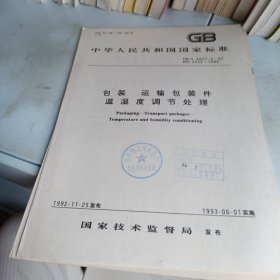 GB
中华人民共和国国家标准
包装 运输包装件
温湿度调节处理
Packaging—Transport packages—
Temperature and humidity conditioning
1992-11-25发布
1993-06-01实施
国家技术监督局 发布